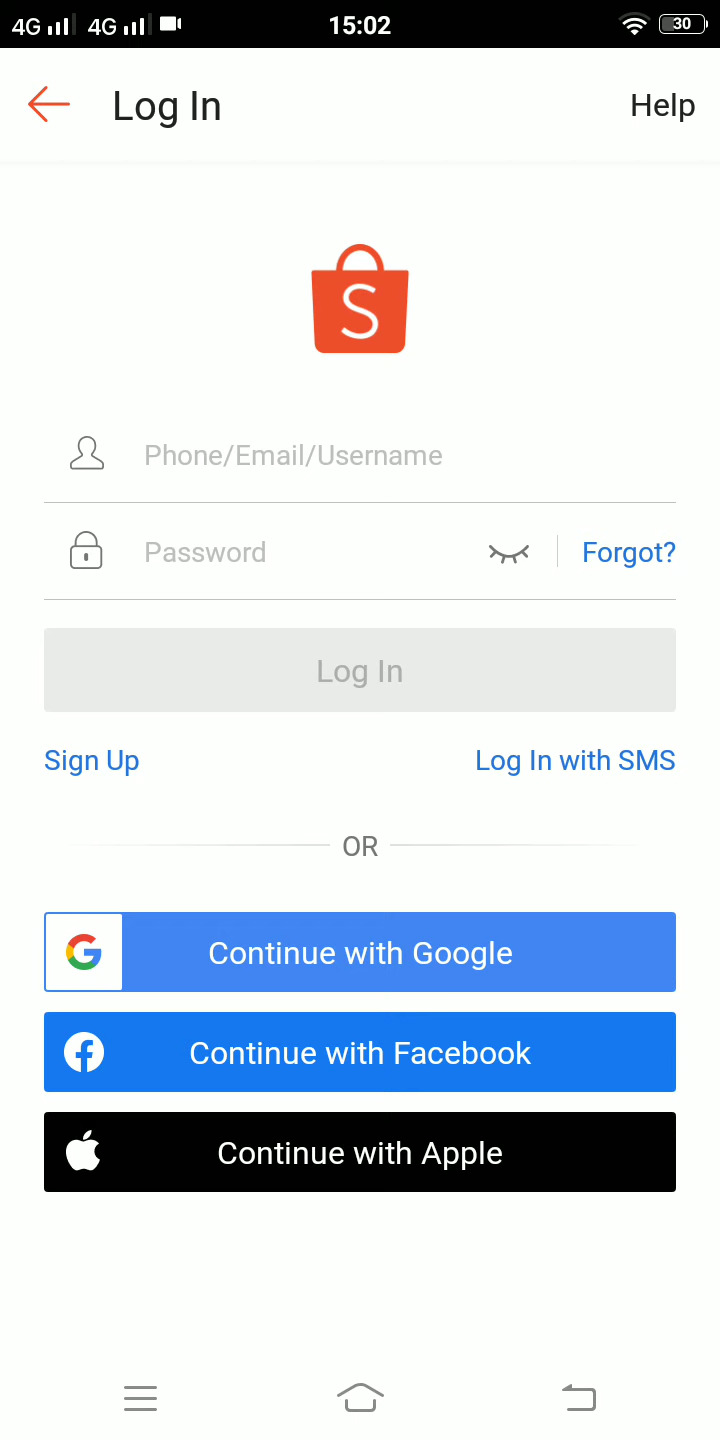 4G 4G 15:02 30
Log In Help
S
Phone/Email/Username
Password Forgot?
Log In
Sign Up Log In with SMS
OR
G Continue with Google
f Continue with Facebook
Continue with Apple